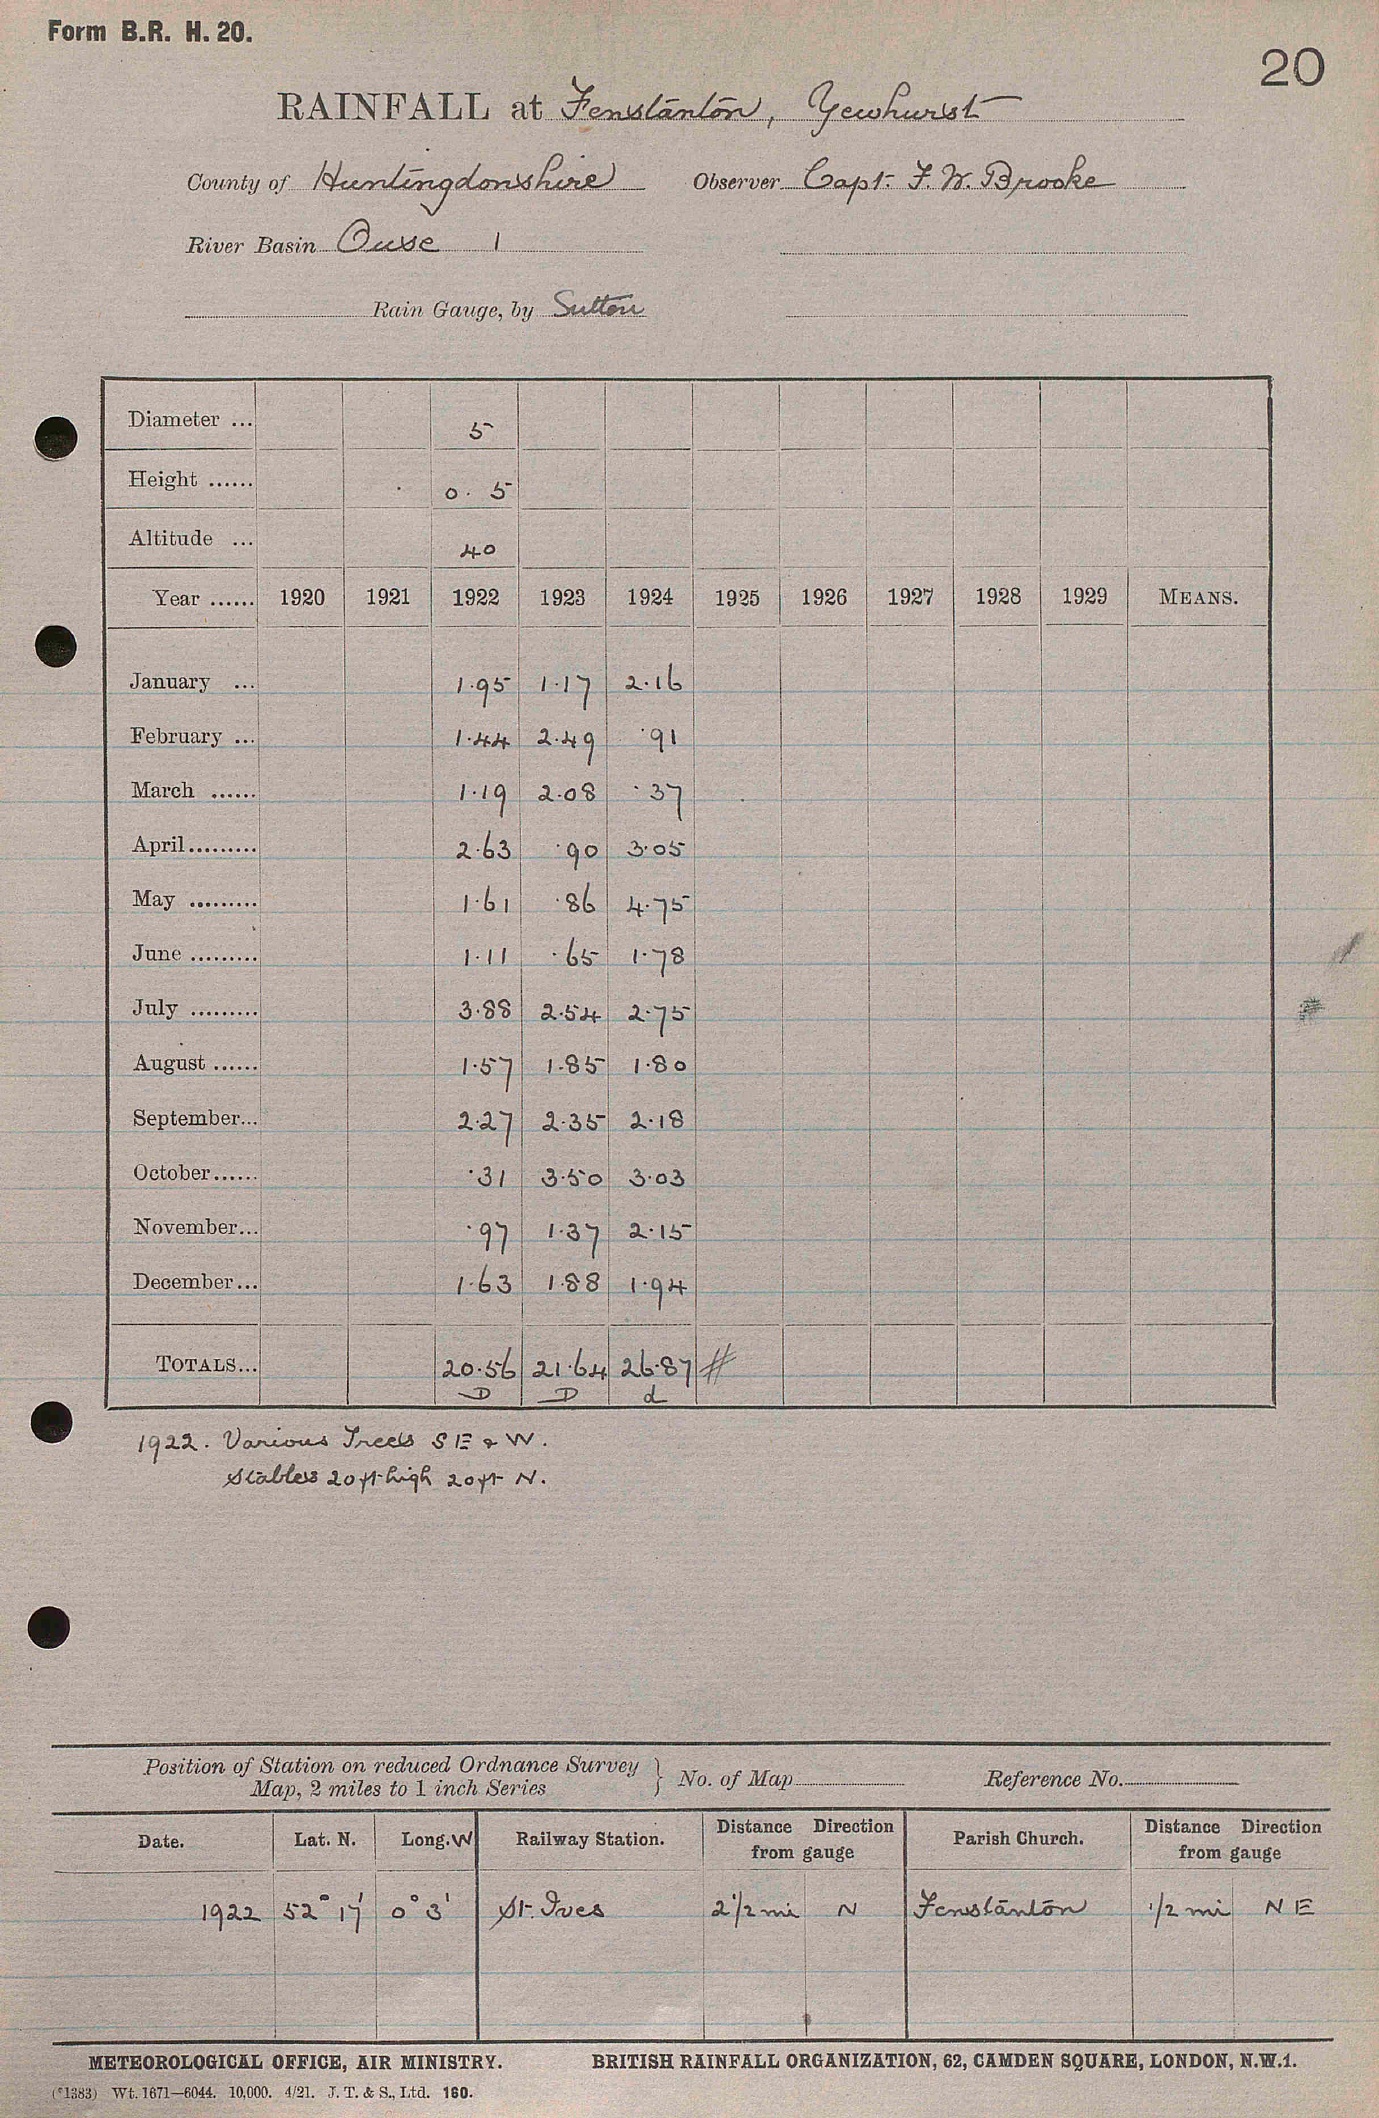 Form B.R. H. 20.
20
RAINFALL at Fenstanton, Yewhurst
County of Huntingdonshire Observer Capt. F. W. Brooke
River Basin Ouse 1
Rain Gauge, by Sutton
Diameter ... 5
Height ...... 0. 5
Altitude ... 40
Year ...... 1920 1921 1922 1923 1924 1925 1926 1927 1928 1929 MEANS.
January ... 1.95 1.17 2.16
February ... 1.44 2.49 .91
March ...... 1.19 2.08 .37
April......... 2.63 .90 3.05
May ......... 1.61 .86 4.75
June ......... 1.11 .65 1.78
July ......... 3.88 2.54 2.75
August ...... 1.57 1.85 1.80
September... 2.27 2.35 2.18
October...... .31 3.50 3.03
November... .97 1.37 2.15
December... 1.63 1.88 1.94
TOTALS... 20.56 21.64 26.87 #
D D d
1922. Various Trees S E & W.
Stables 20 ft high 20 ft N.
Position of Station on reduced Ordnance Survey
Map, 2 miles to 1 inch Series } No. of Map Reference No.
Date. Lat. N. Long. W Railway Station. Distance from gauge Direction Parish Church. Distance from gauge Direction
1922 52° 17' 0° 3' St. Ives 2 1/2 mi N Fenstanton 1/2 mi N E
METEOROLOGICAL OFFICE, AIR MINISTRY. BRITISH RAINFALL ORGANIZATION, 62, CAMDEN SQUARE, LONDON, N.W.1.
(*1383) Wt. 1671—6044. 10,000. 4/21. J. T. & S., Ltd. 160.